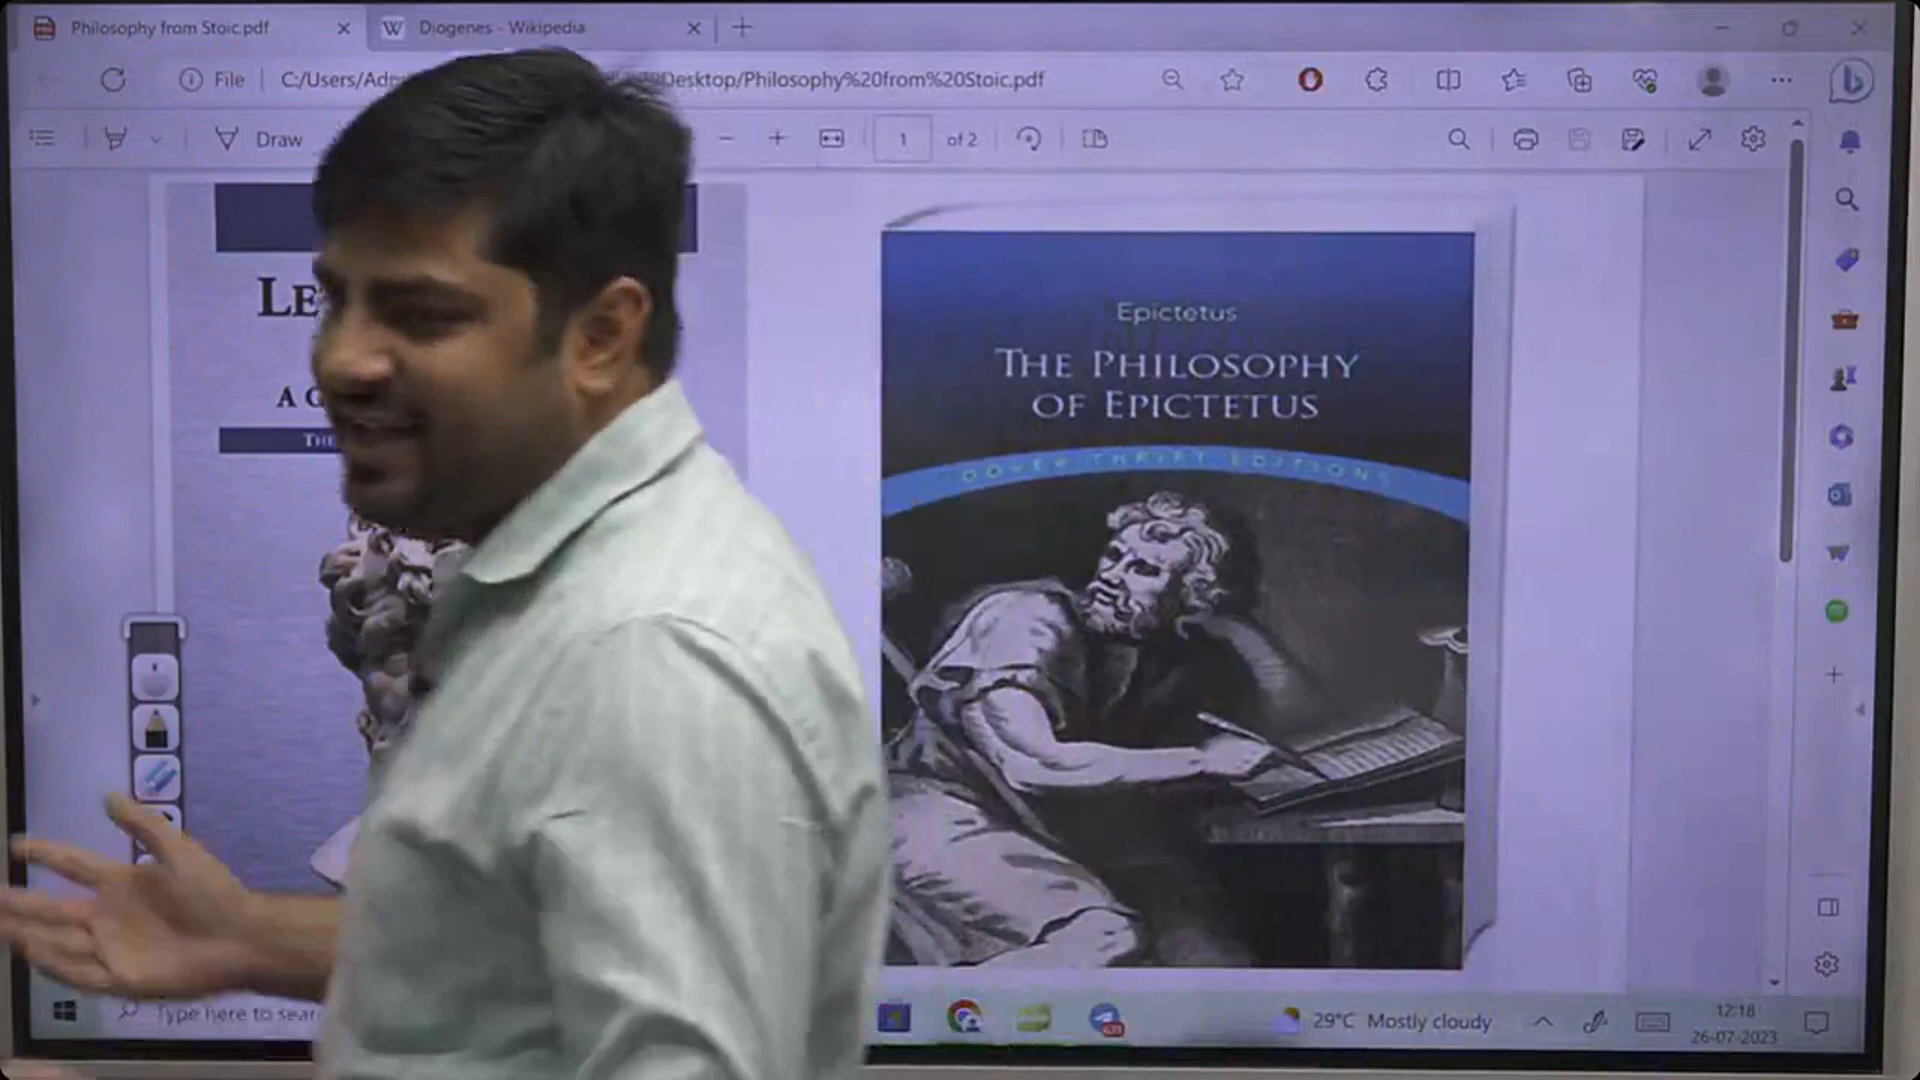 Philosophy from Stoic.pdf
Diogenes - Wikipedia
File
Desktop/Philosophy%20from%20Stoic.pdf
Draw
1 of 2
LE
A
THE
Epictetus
THE PHILOSOPHY
OF EPICTETUS
DOVER THRIFT EDITIONS
Type here to sear
29°C Mostly cloudy
12:18
26-07-2023